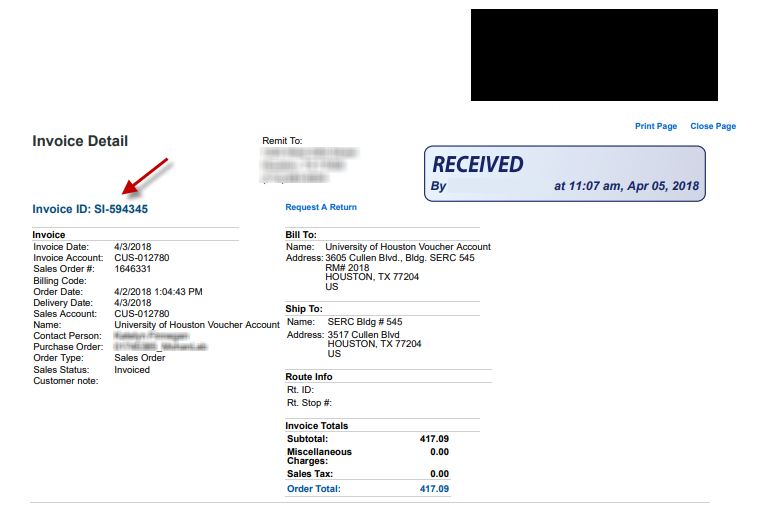 Print Page Close Page
Invoice Detail
Remit To:
RECEIVED
By at 11:07 am, Apr 05, 2018
Invoice ID: SI-594345
Request A Return
Invoice
Invoice Date: 4/3/2018
Invoice Account: CUS-012780
Sales Order #: 1646331
Billing Code:
Order Date: 4/2/2018 1:04:43 PM
Delivery Date: 4/3/2018
Sales Account: CUS-012780
Name: University of Houston Voucher Account
Contact Person:
Purchase Order:
Order Type: Sales Order
Sales Status: Invoiced
Customer note:
Bill To:
Name: University of Houston Voucher Account
Address: 3605 Cullen Blvd., Bldg. SERC 545
RM# 2018
HOUSTON, TX 77204
US
Ship To:
Name: SERC Bldg # 545
Address: 3517 Cullen Blvd
HOUSTON, TX 77204
US
Route Info
Rt. ID:
Rt. Stop #:
Invoice Totals
Subtotal: 417.09
Miscellaneous 0.00
Charges:
Sales Tax: 0.00
Order Total: 417.09